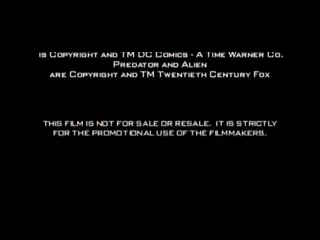 is Copyright and TM DC Comics - A Time Warner Co.
Predator and Alien
are Copyright and TM Twentieth Century Fox
THIS FILM IS NOT FOR SALE OR RESALE. IT IS STRICTLY
FOR THE PROMOTIONAL USE OF THE FILMMAKERS.